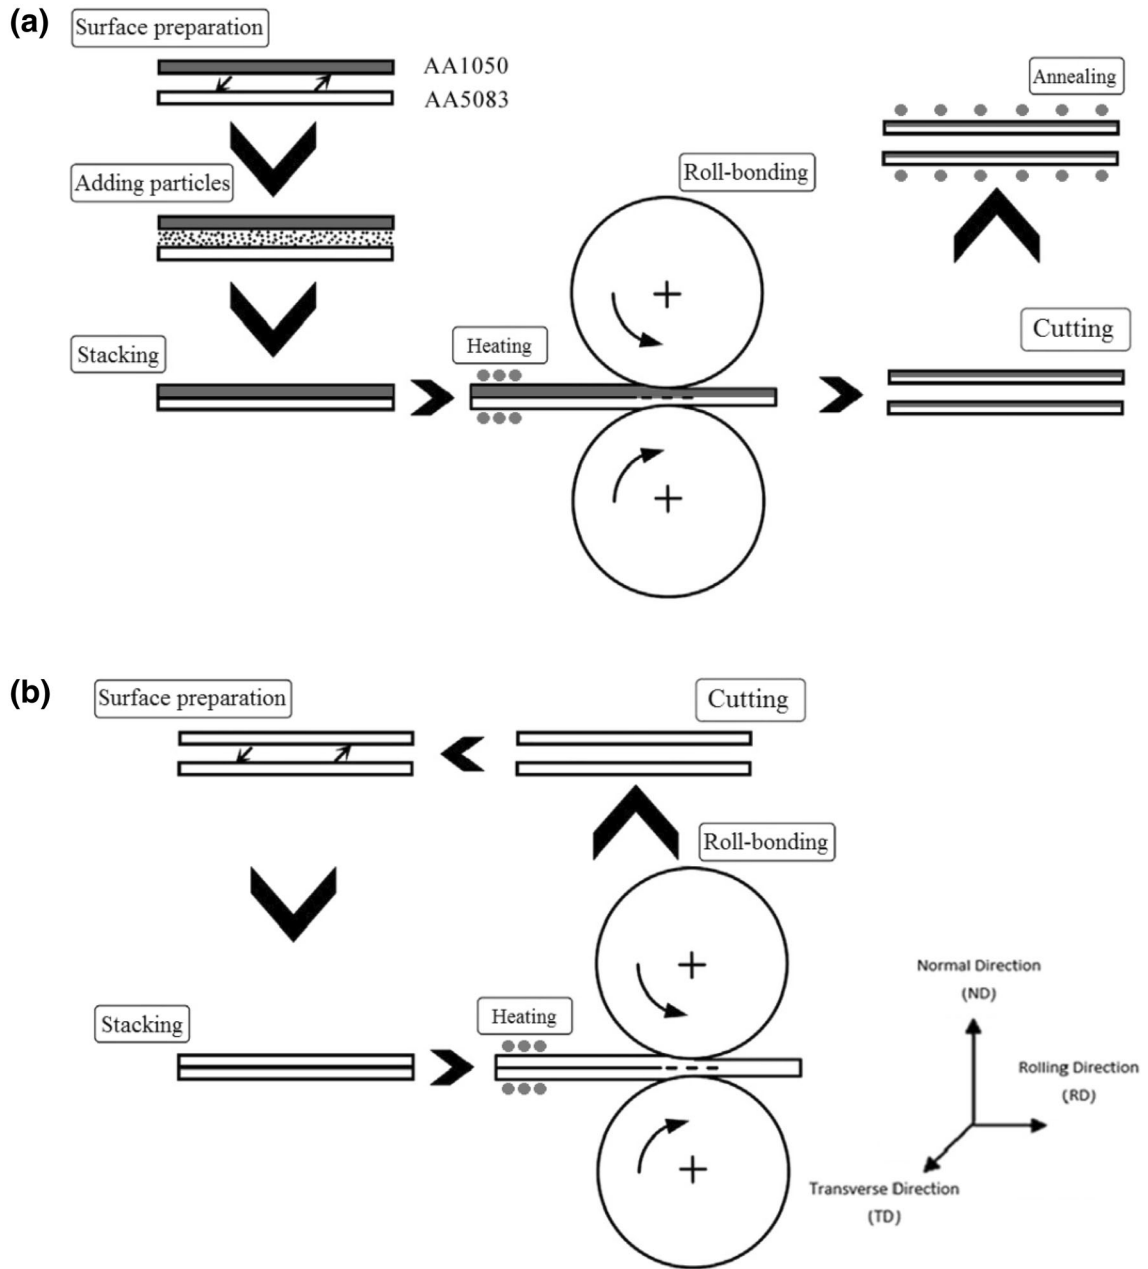 (a)
Surface preparation
AA1050
AA5083
Annealing
Adding particles
Roll-bonding
Stacking
Heating
Cutting
(b)
Surface preparation
Cutting
Roll-bonding
Stacking
Heating
Normal Direction
(ND)
Rolling Direction
(RD)
Transverse Direction
(TD)